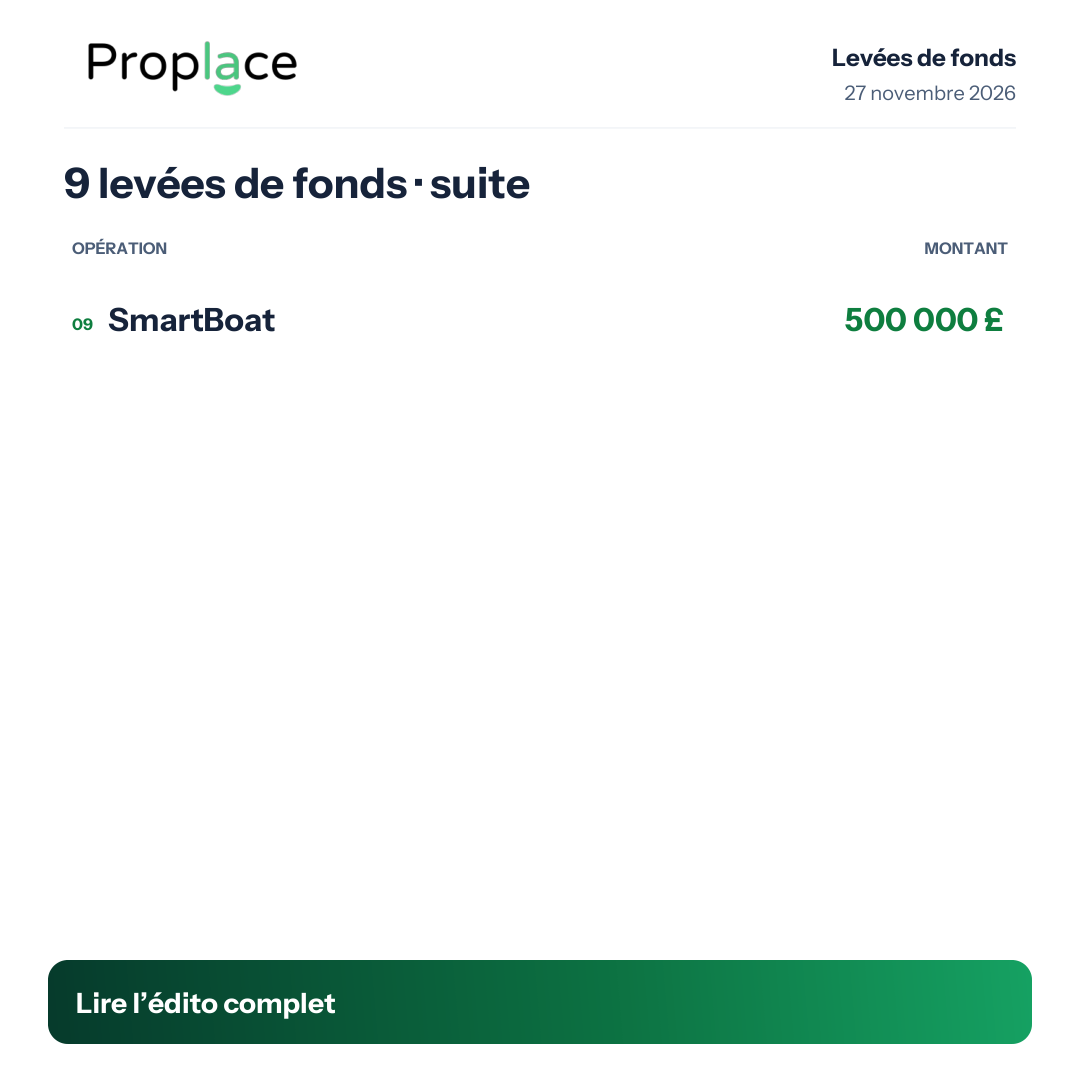 Proplace
Levées de fonds
27 novembre 2026
9 levées de fonds · suite
OPÉRATION MONTANT
09 SmartBoat 500 000 £
Lire l’édito complet